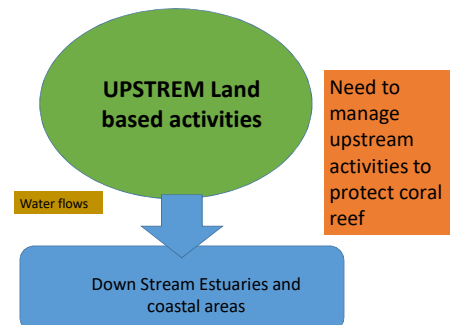 UPSTREM Land
based activities
Need to
manage
upstream
activities to
protect coral
reef
Water flows
Down Stream Estuaries and
coastal areas